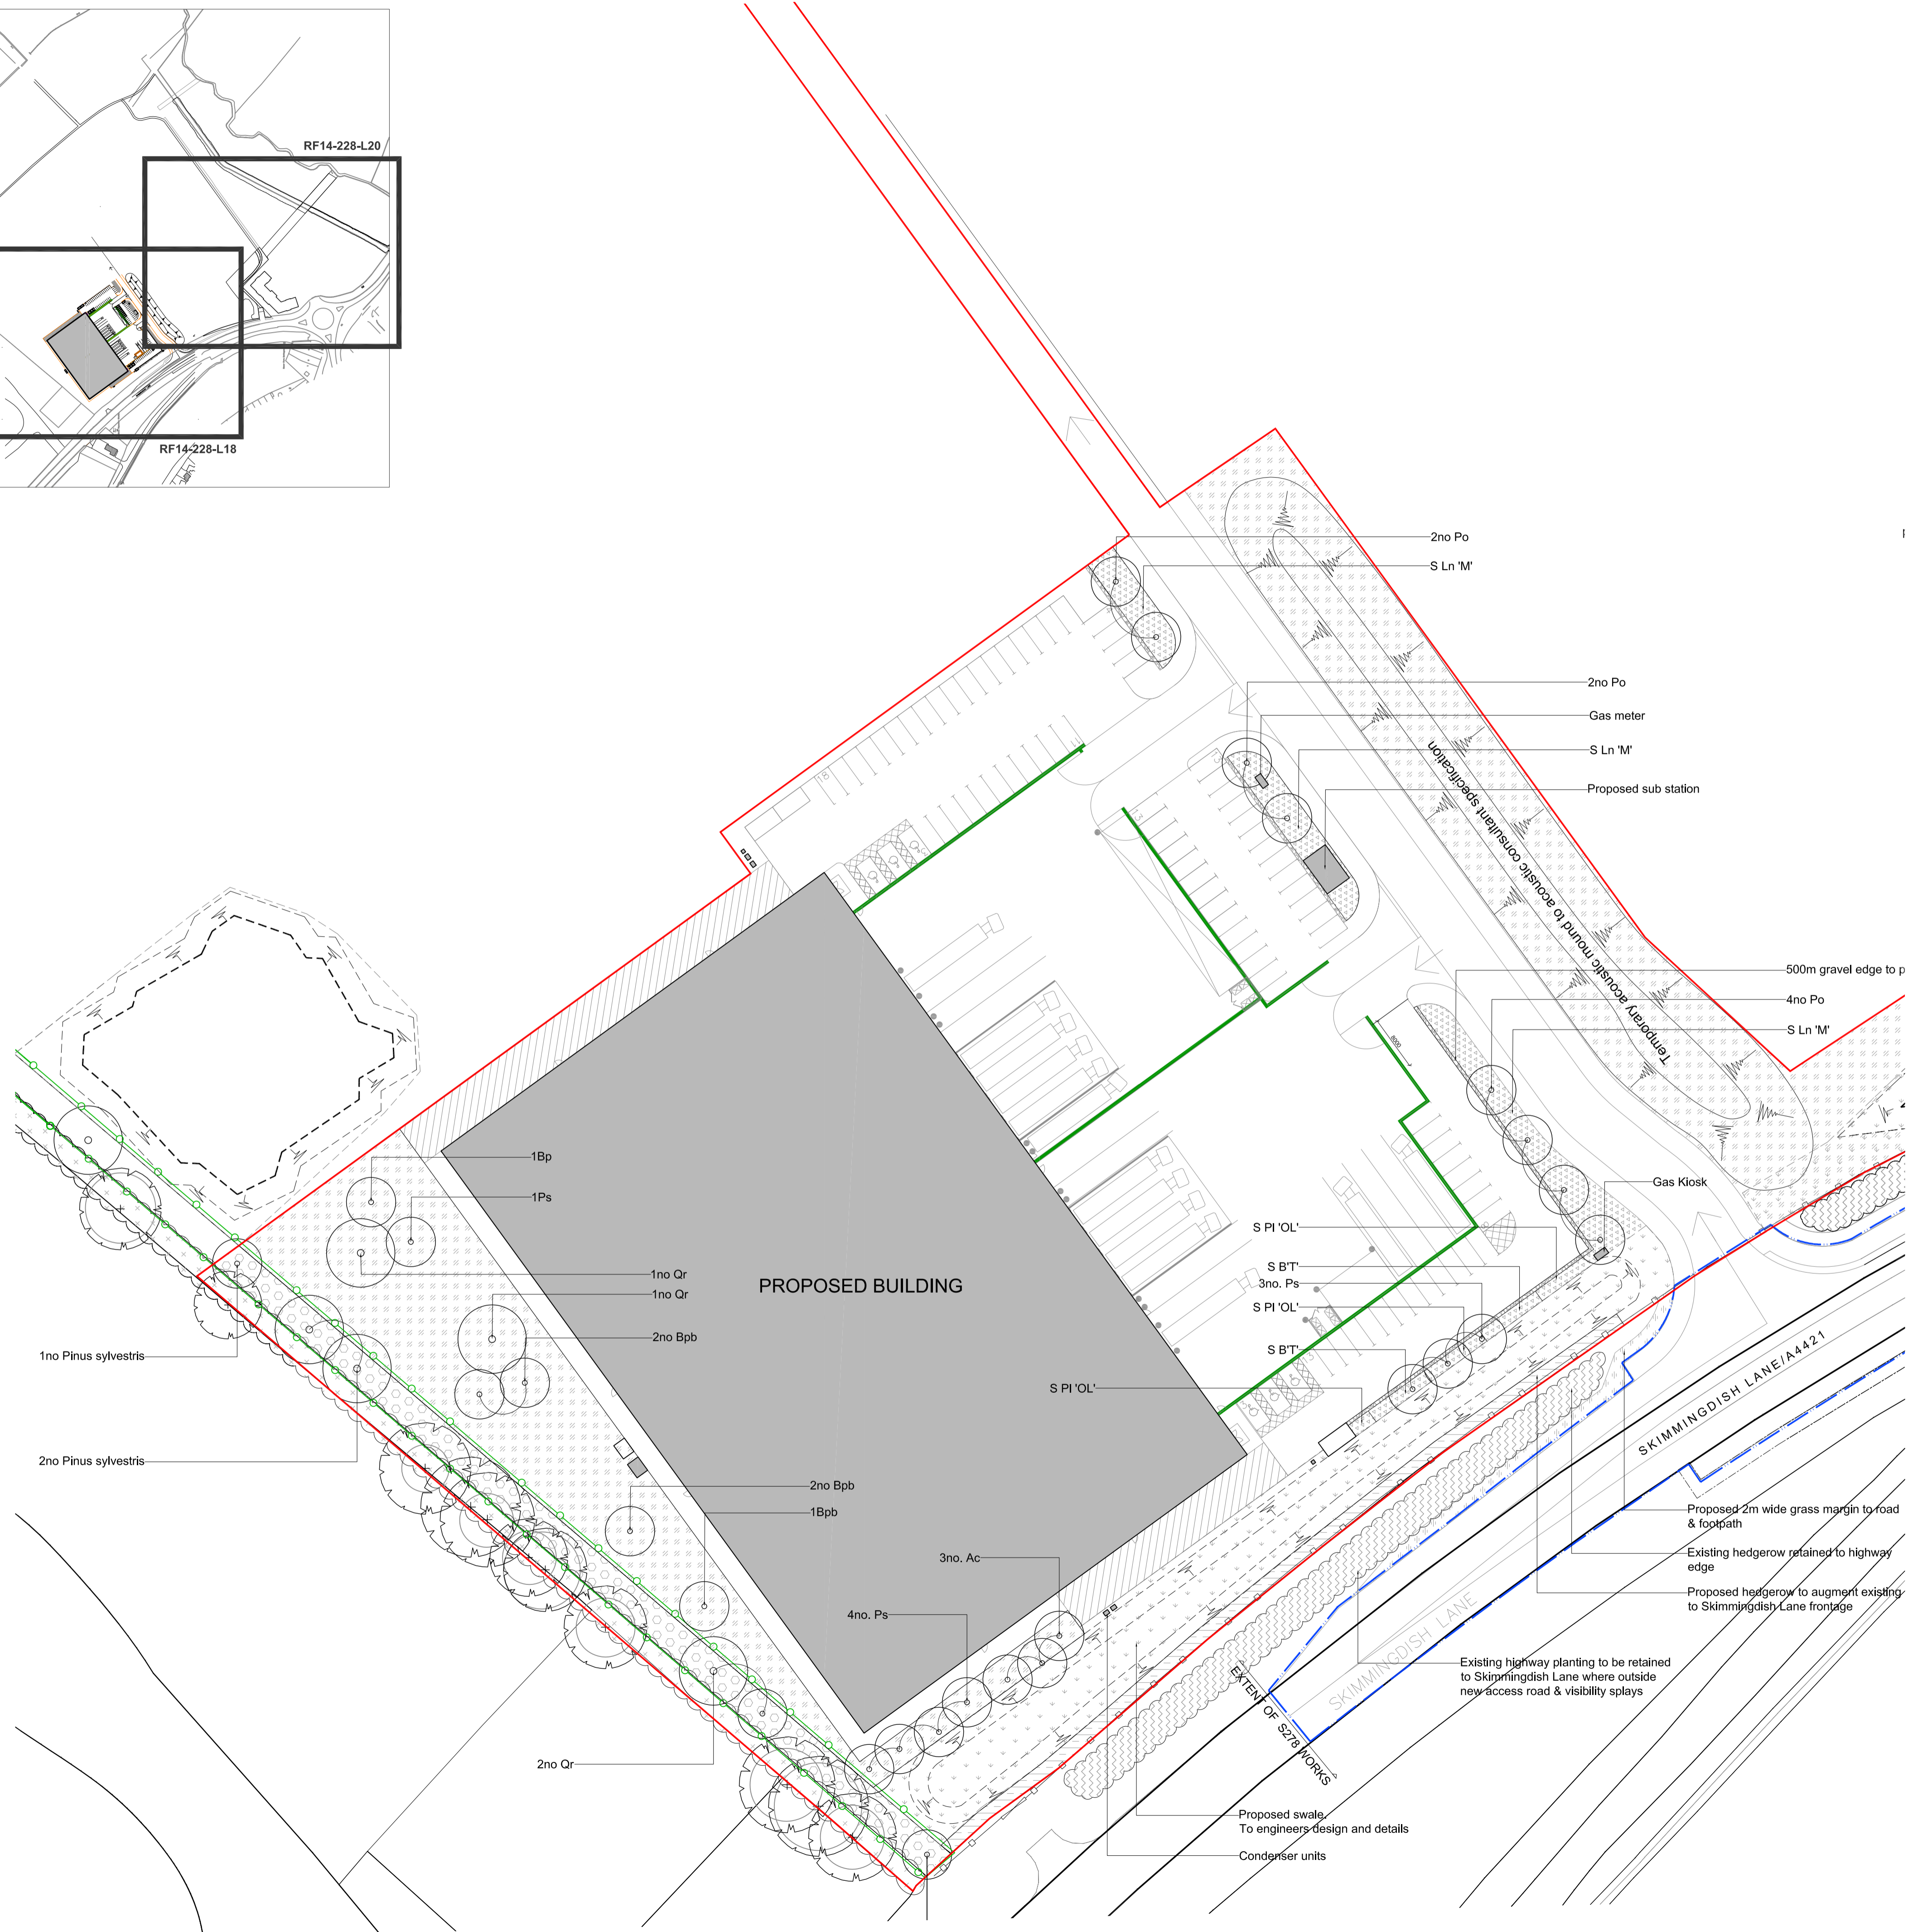 RF14-228-L20
RF14-228-L18
2no Po
S Ln 'M'
2no Po
Gas meter
S Ln 'M'
Proposed sub station
Temporary acoustic mound to acoustic consultant specification
500m gravel edge to p
4no Po
S Ln 'M'
18
8000
1Bp
1Ps
Gas Kiosk
S PI 'OL'
S B'T'
3no. Ps
S PI 'OL'
S B'T'
S PI 'OL'
1no Qr
1no Qr
2no Bpb
PROPOSED BUILDING
1no Pinus sylvestris
2no Pinus sylvestris
SKIMMINGDISH LANE/A4421
2no Bpb
1Bpb
3no. Ac
4no. Ps
Proposed 2m wide grass margin to road
& footpath
Existing hedgerow retained to highway
edge
Proposed hedgerow to augment existing
to Skimmingdish Lane frontage
SKIMMINGDISH LANE
Existing highway planting to be retained
to Skimmingdish Lane where outside
new access road & visibility splays
EXTENT OF S278 WORKS
2no Qr
Proposed swale.
To engineers design and details
Condenser units